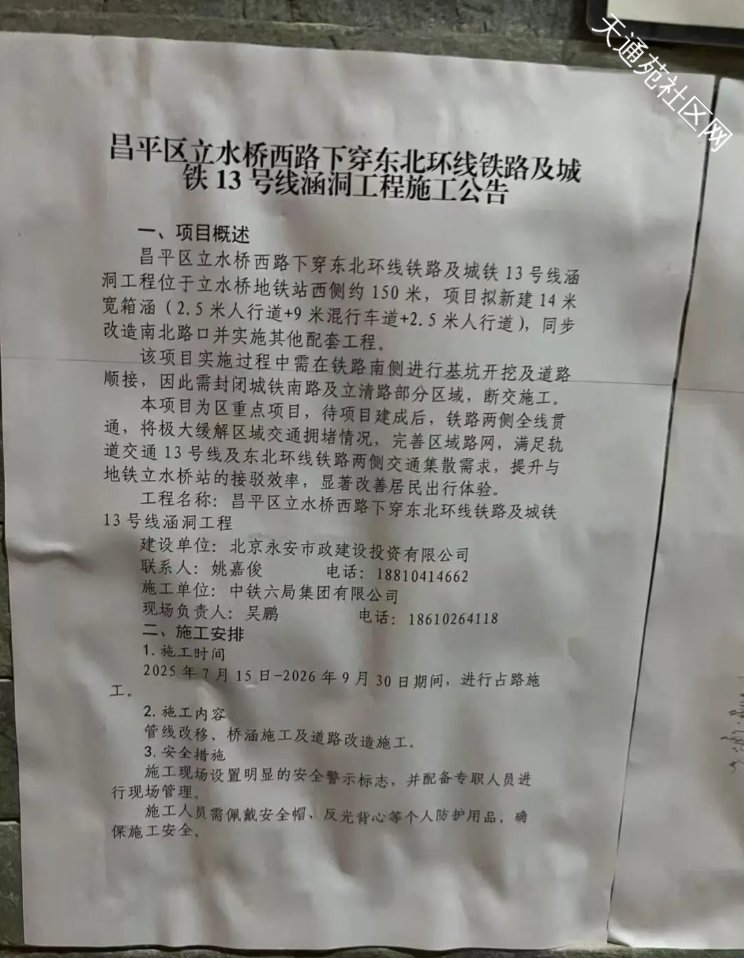 天通苑社区网
昌平区立水桥西路下穿东北环线铁路及城
铁13号线涵洞工程施工公告
一、项目概述
昌平区立水桥西路下穿东北环线铁路及城铁13号线涵
洞工程位于立水桥地铁站西侧约150米，项目拟新建14米
宽箱涵（2.5米人行道+9米混行车道+2.5米人行道），同步
改造南北路口并实施其他配套工程。
该项目实施过程中需在铁路南侧进行基坑开挖及道路
顺接，因此需封闭城铁南路及立清路部分区域，断交施工。
本项目为区重点项目，待项目建成后，铁路两侧全线贯
通，将极大缓解区域交通拥堵情况，完善区域路网，满足轨
道交通13号线及东北环线铁路两侧交通集散需求，提升与
地铁立水桥站的接驳效率，显著改善居民出行体验。
工程名称：昌平区立水桥西路下穿东北环线铁路及城铁
13号线涵洞工程
建设单位：北京永安市政建设投资有限公司
联系人：姚嘉俊 电话：18810414662
施工单位：中铁六局集团有限公司
现场负责人：吴鹏 电话：18610264118
二、施工安排
1.施工时间
2025年7月15日-2026年9月30日期间，进行占路施
工。
2.施工内容
管线改移、桥涵施工及道路改造施工。
3.安全措施
施工现场设置明显的安全警示标志，并配备专职人员进
行现场管理。
施工人员需佩戴安全帽、反光背心等个人防护用品，确
保施工安全。